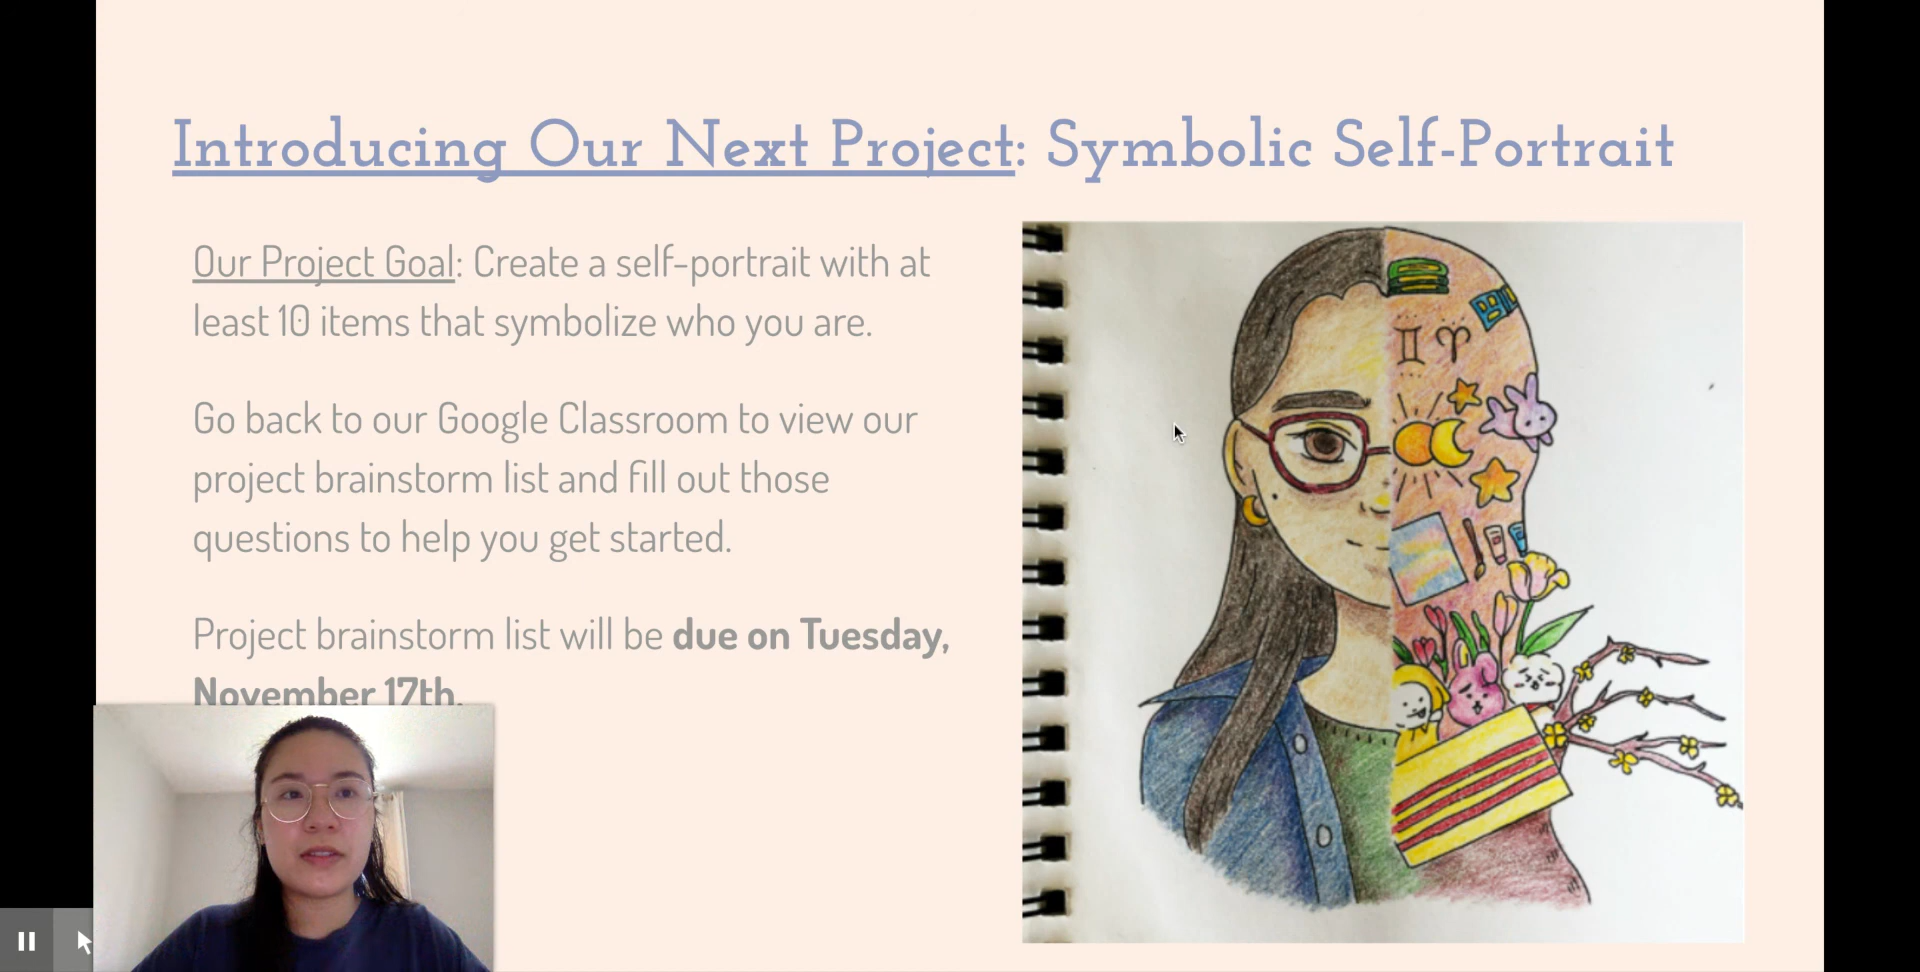 Introducing Our Next Project: Symbolic Self-Portrait
Our Project Goal: Create a self-portrait with at
least 10 items that symbolize who you are.
Go back to our Google Classroom to view our
project brainstorm list and fill out those
questions to help you get started.
Project brainstorm list will be due on Tuesday,
November 17th.